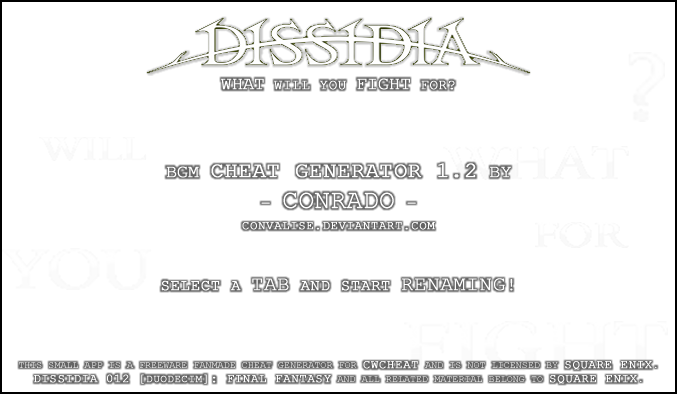 DISSIDIA
WHAT WILL YOU FIGHT FOR?
?
WILL
WHAT
BGM CHEAT GENERATOR 1.2 BY
- CONRADO -
CONVALISE.DEVIANTART.COM
FOR
YOU
SELECT A TAB AND START RENAMING!
FIGHT
THIS SMALL APP IS A FREEWARE FANMADE CHEAT GENERATOR FOR CWCHEAT AND IS NOT LICENSED BY SQUARE ENIX.
DISSIDIA 012 [DUODECIM]: FINAL FANTASY AND ALL RELATED MATERIAL BELONG TO SQUARE ENIX.